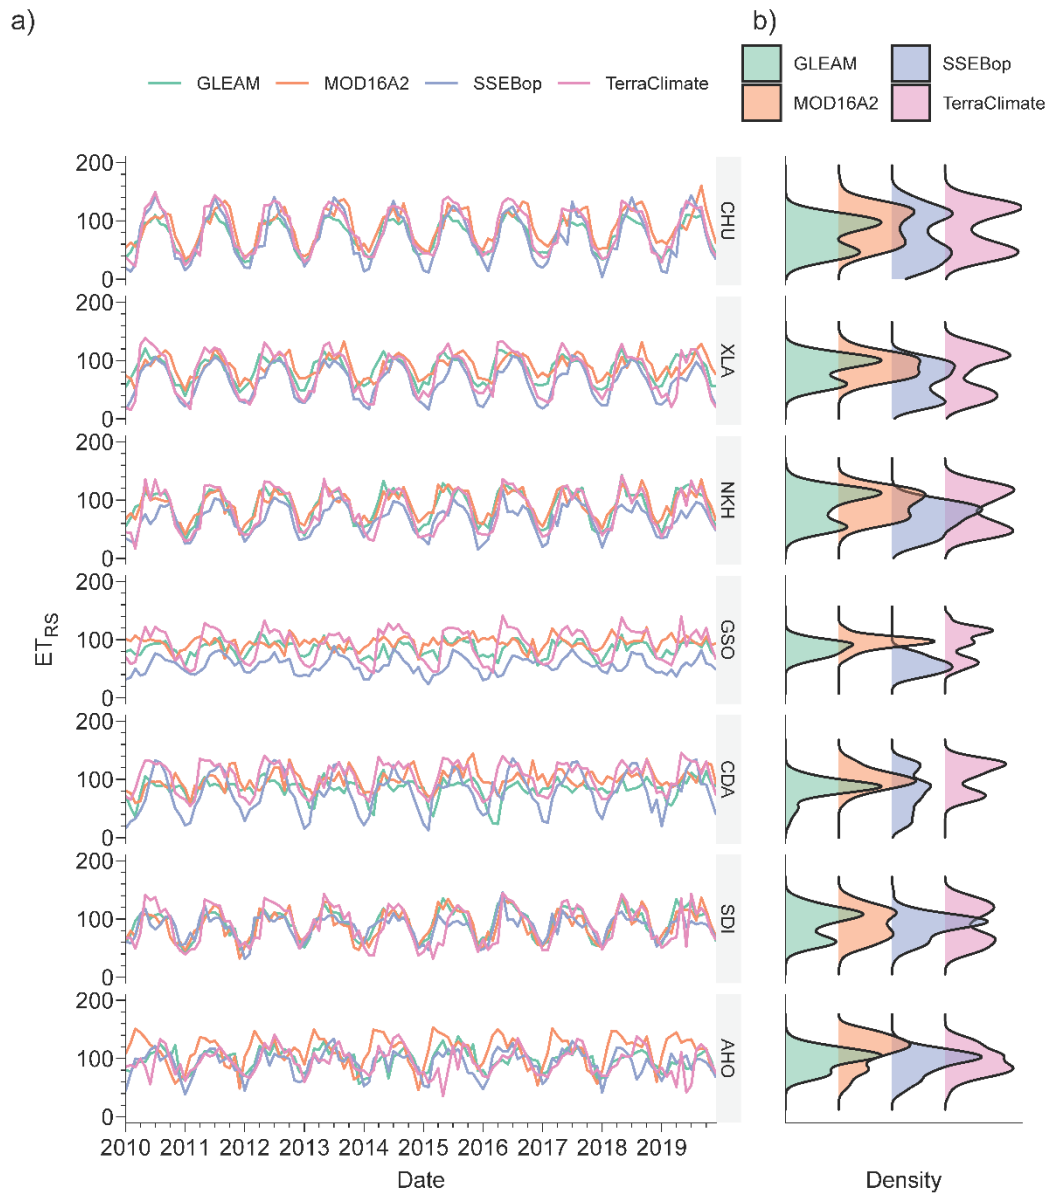 a)
b)
GLEAM MOD16A2 SSEBop TerraClimate
GLEAM SSEBop
MOD16A2 TerraClimate
200
100
0
CHU
200
100
0
XLA
200
100
0
NKH
200
100
0
GSO
200
100
0
CDA
200
100
0
SDI
200
100
0
AHO
ET_RS
2010 2011 2012 2013 2014 2015 2016 2017 2018 2019
Date
Density